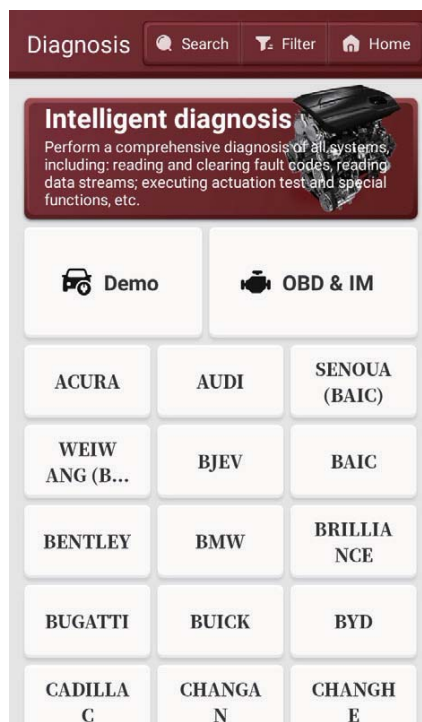 Diagnosis Search Filter Home
Intelligent diagnosis
Perform a comprehensive diagnosis of all systems,
including: reading and clearing fault codes, reading
data streams; executing actuation test and special
functions, etc.
Demo OBD & IM
ACURA AUDI SENOUA
(BAIC)
WEIW
ANG (B... BJEV BAIC
BENTLEY BMW BRILLIA
NCE
BUGATTI BUICK BYD
CADILLA
C CHANGA
N CHANGH
E